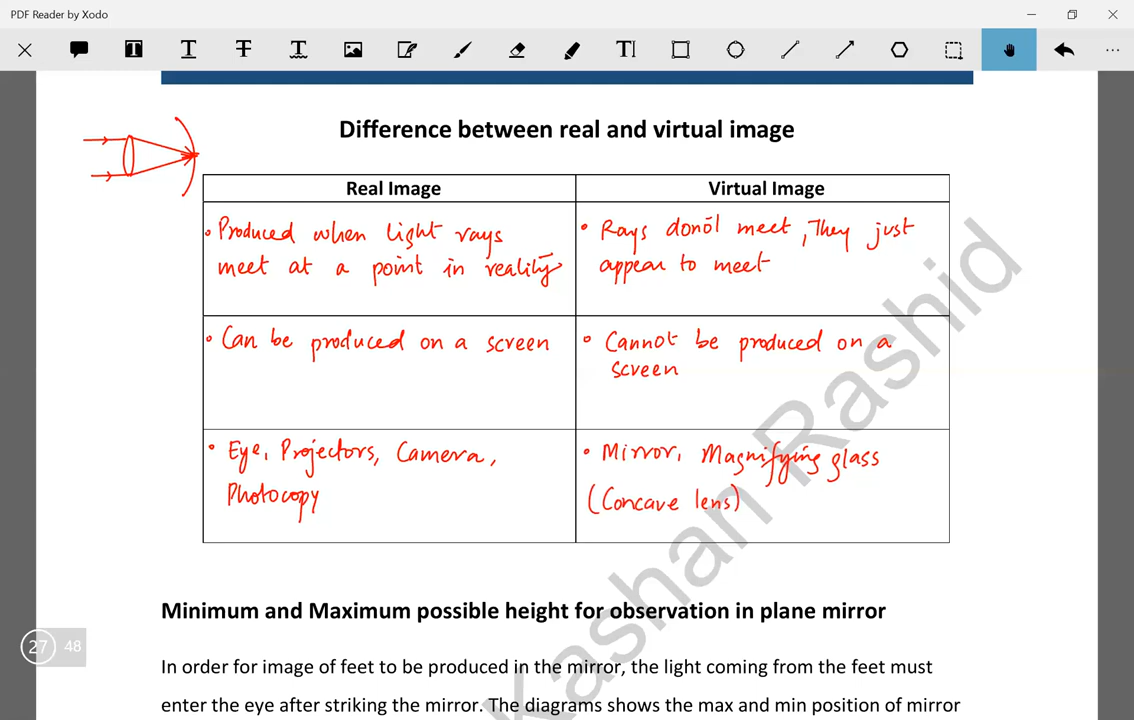 PDF Reader by Xodo
Difference between real and virtual image
Real Image
Virtual Image
• Produced when light rays
meet at a point in reality
• Rays don't meet, They just
appear to meet
• Can be produced on a screen
• Cannot be produced on a
screen
• Eye, Projectors, Camera,
Photocopy
• Mirror, Magnifying glass
(Concave lens)
Minimum and Maximum possible height for observation in plane mirror
27 48
In order for image of feet to be produced in the mirror, the light coming from the feet must
enter the eye after striking the mirror. The diagrams shows the max and min position of mirror
Kashan Rashid